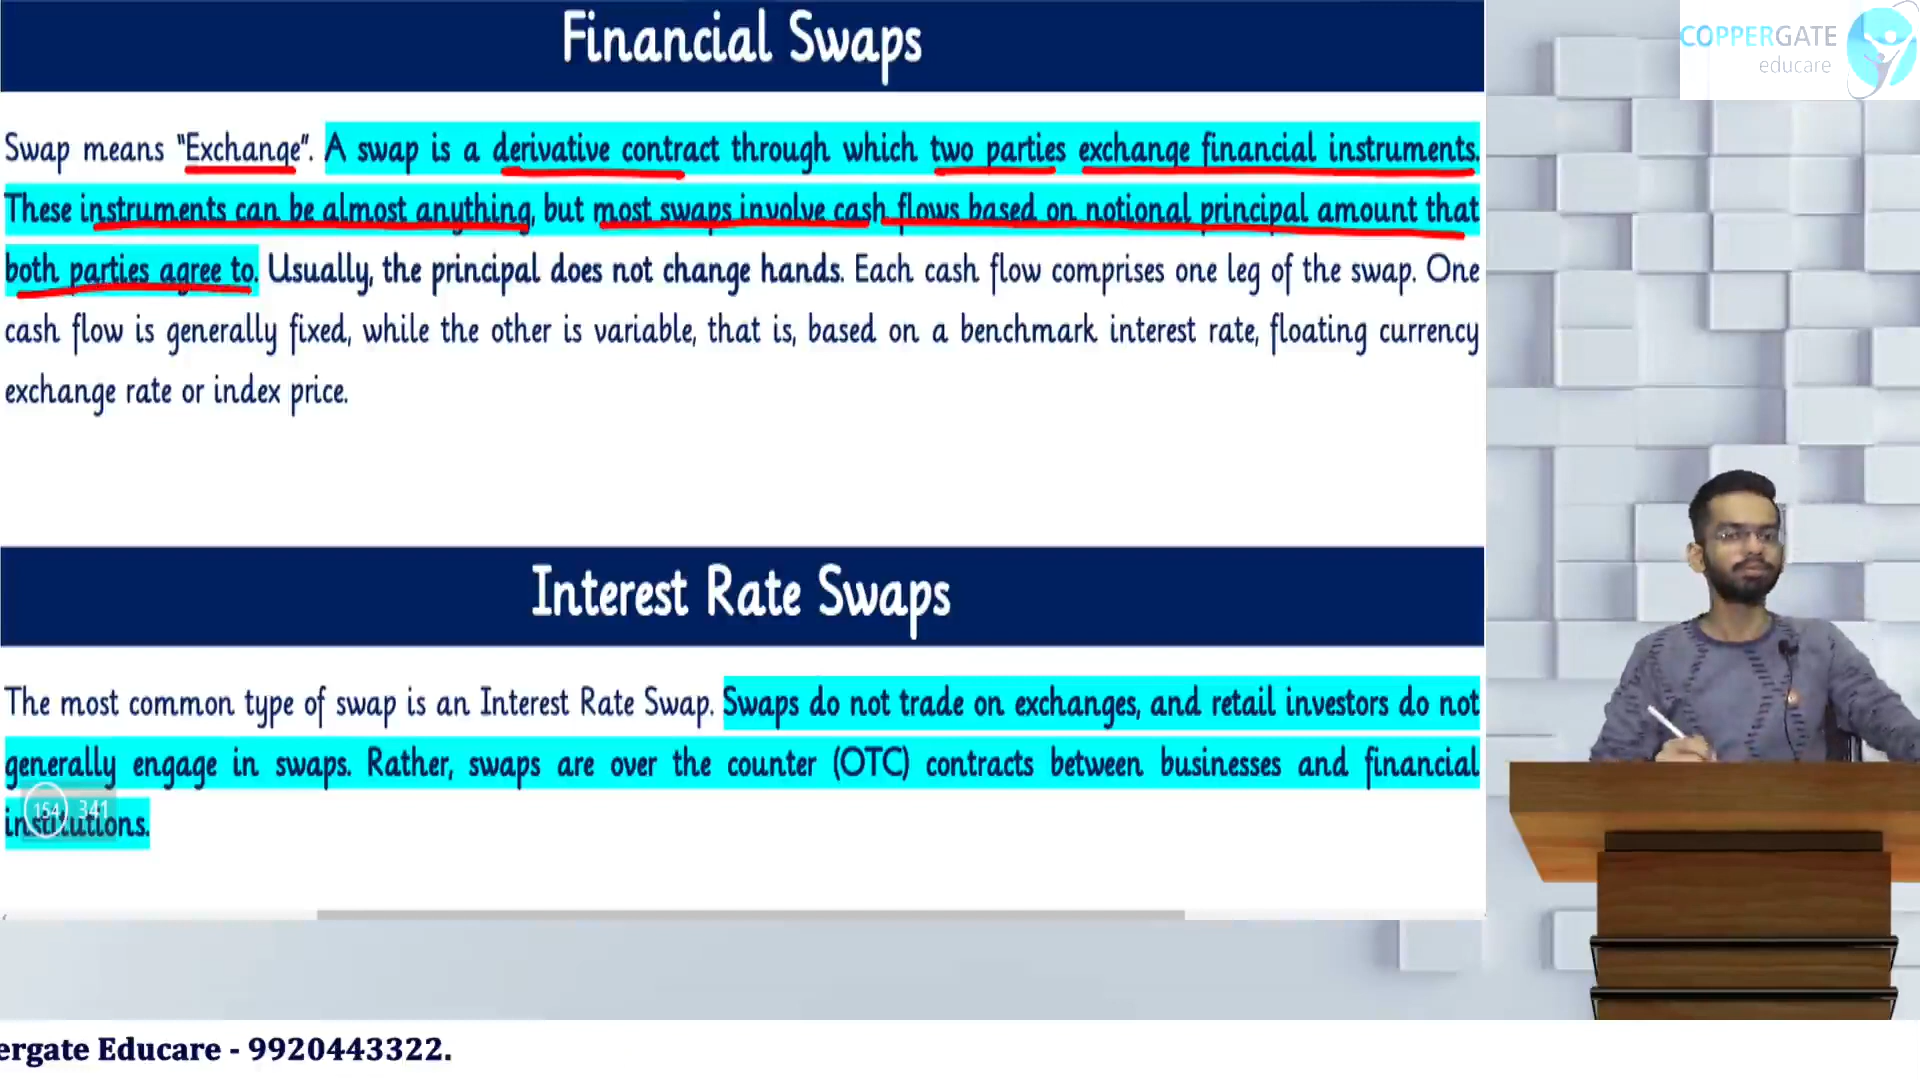 Financial Swaps
COPPERGATE
educare
Swap means "Exchange". A swap is a derivative contract through which two parties exchange financial instruments.
These instruments can be almost anything, but most swaps involve cash flows based on notional principal amount that
both parties agree to. Usually, the principal does not change hands. Each cash flow comprises one leg of the swap. One
cash flow is generally fixed, while the other is variable, that is, based on a benchmark interest rate, floating currency
exchange rate or index price.
Interest Rate Swaps
The most common type of swap is an Interest Rate Swap. Swaps do not trade on exchanges, and retail investors do not
generally engage in swaps. Rather, swaps are over the counter (OTC) contracts between businesses and financial
154 341
institutions.
ergate Educare - 9920443322.